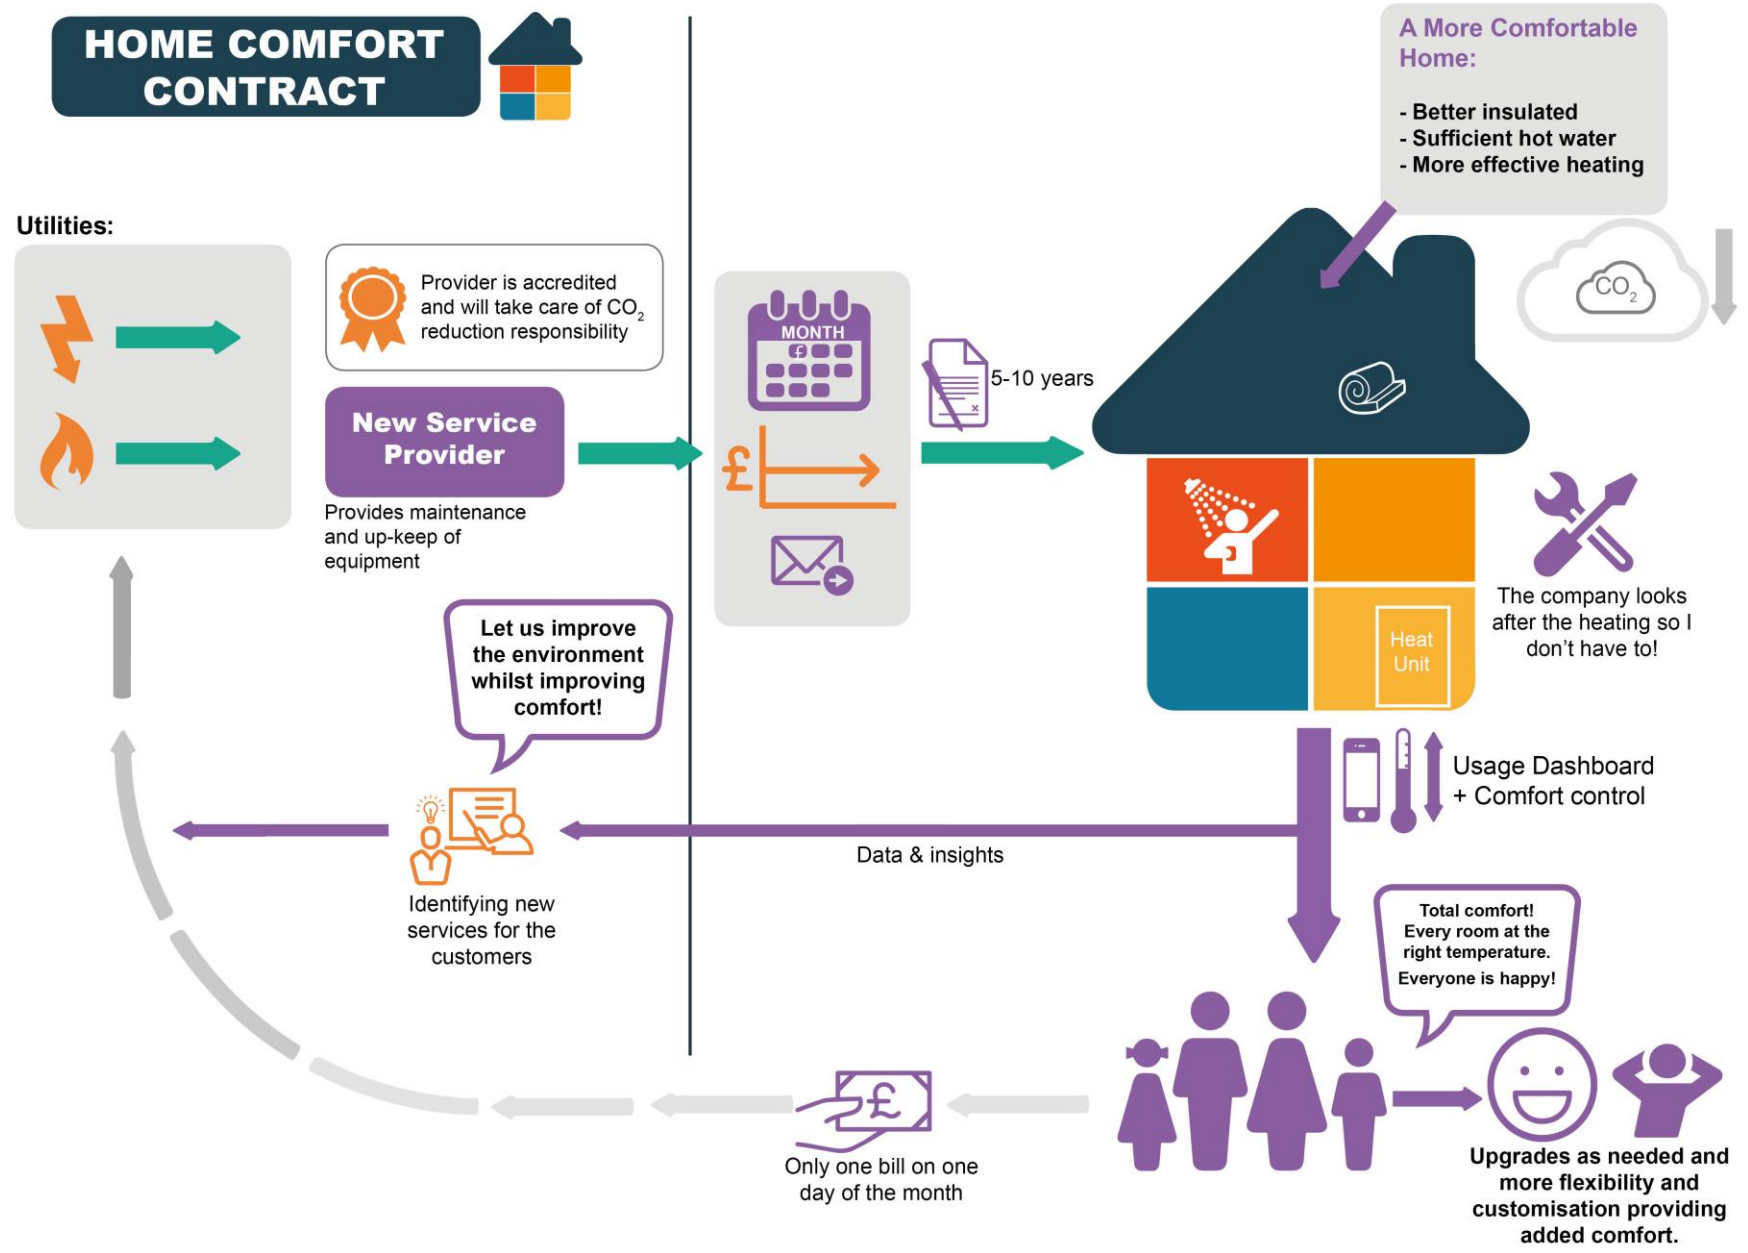 HOME COMFORT
CONTRACT
A More Comfortable
Home:
- Better insulated
- Sufficient hot water
- More effective heating
Utilities:
Provider is accredited
and will take care of CO₂
reduction responsibility
New Service
Provider
Provides maintenance
and up-keep of
equipment
MONTH
£
£
5-10 years
CO₂
Heat
Unit
The company looks
after the heating so I
don't have to!
Let us improve
the environment
whilst improving
comfort!
Usage Dashboard
+ Comfort control
Data & insights
Identifying new
services for the
customers
Total comfort!
Every room at the
right temperature.
Everyone is happy!
£
Only one bill on one
day of the month
Upgrades as needed and
more flexibility and
customisation providing
added comfort.